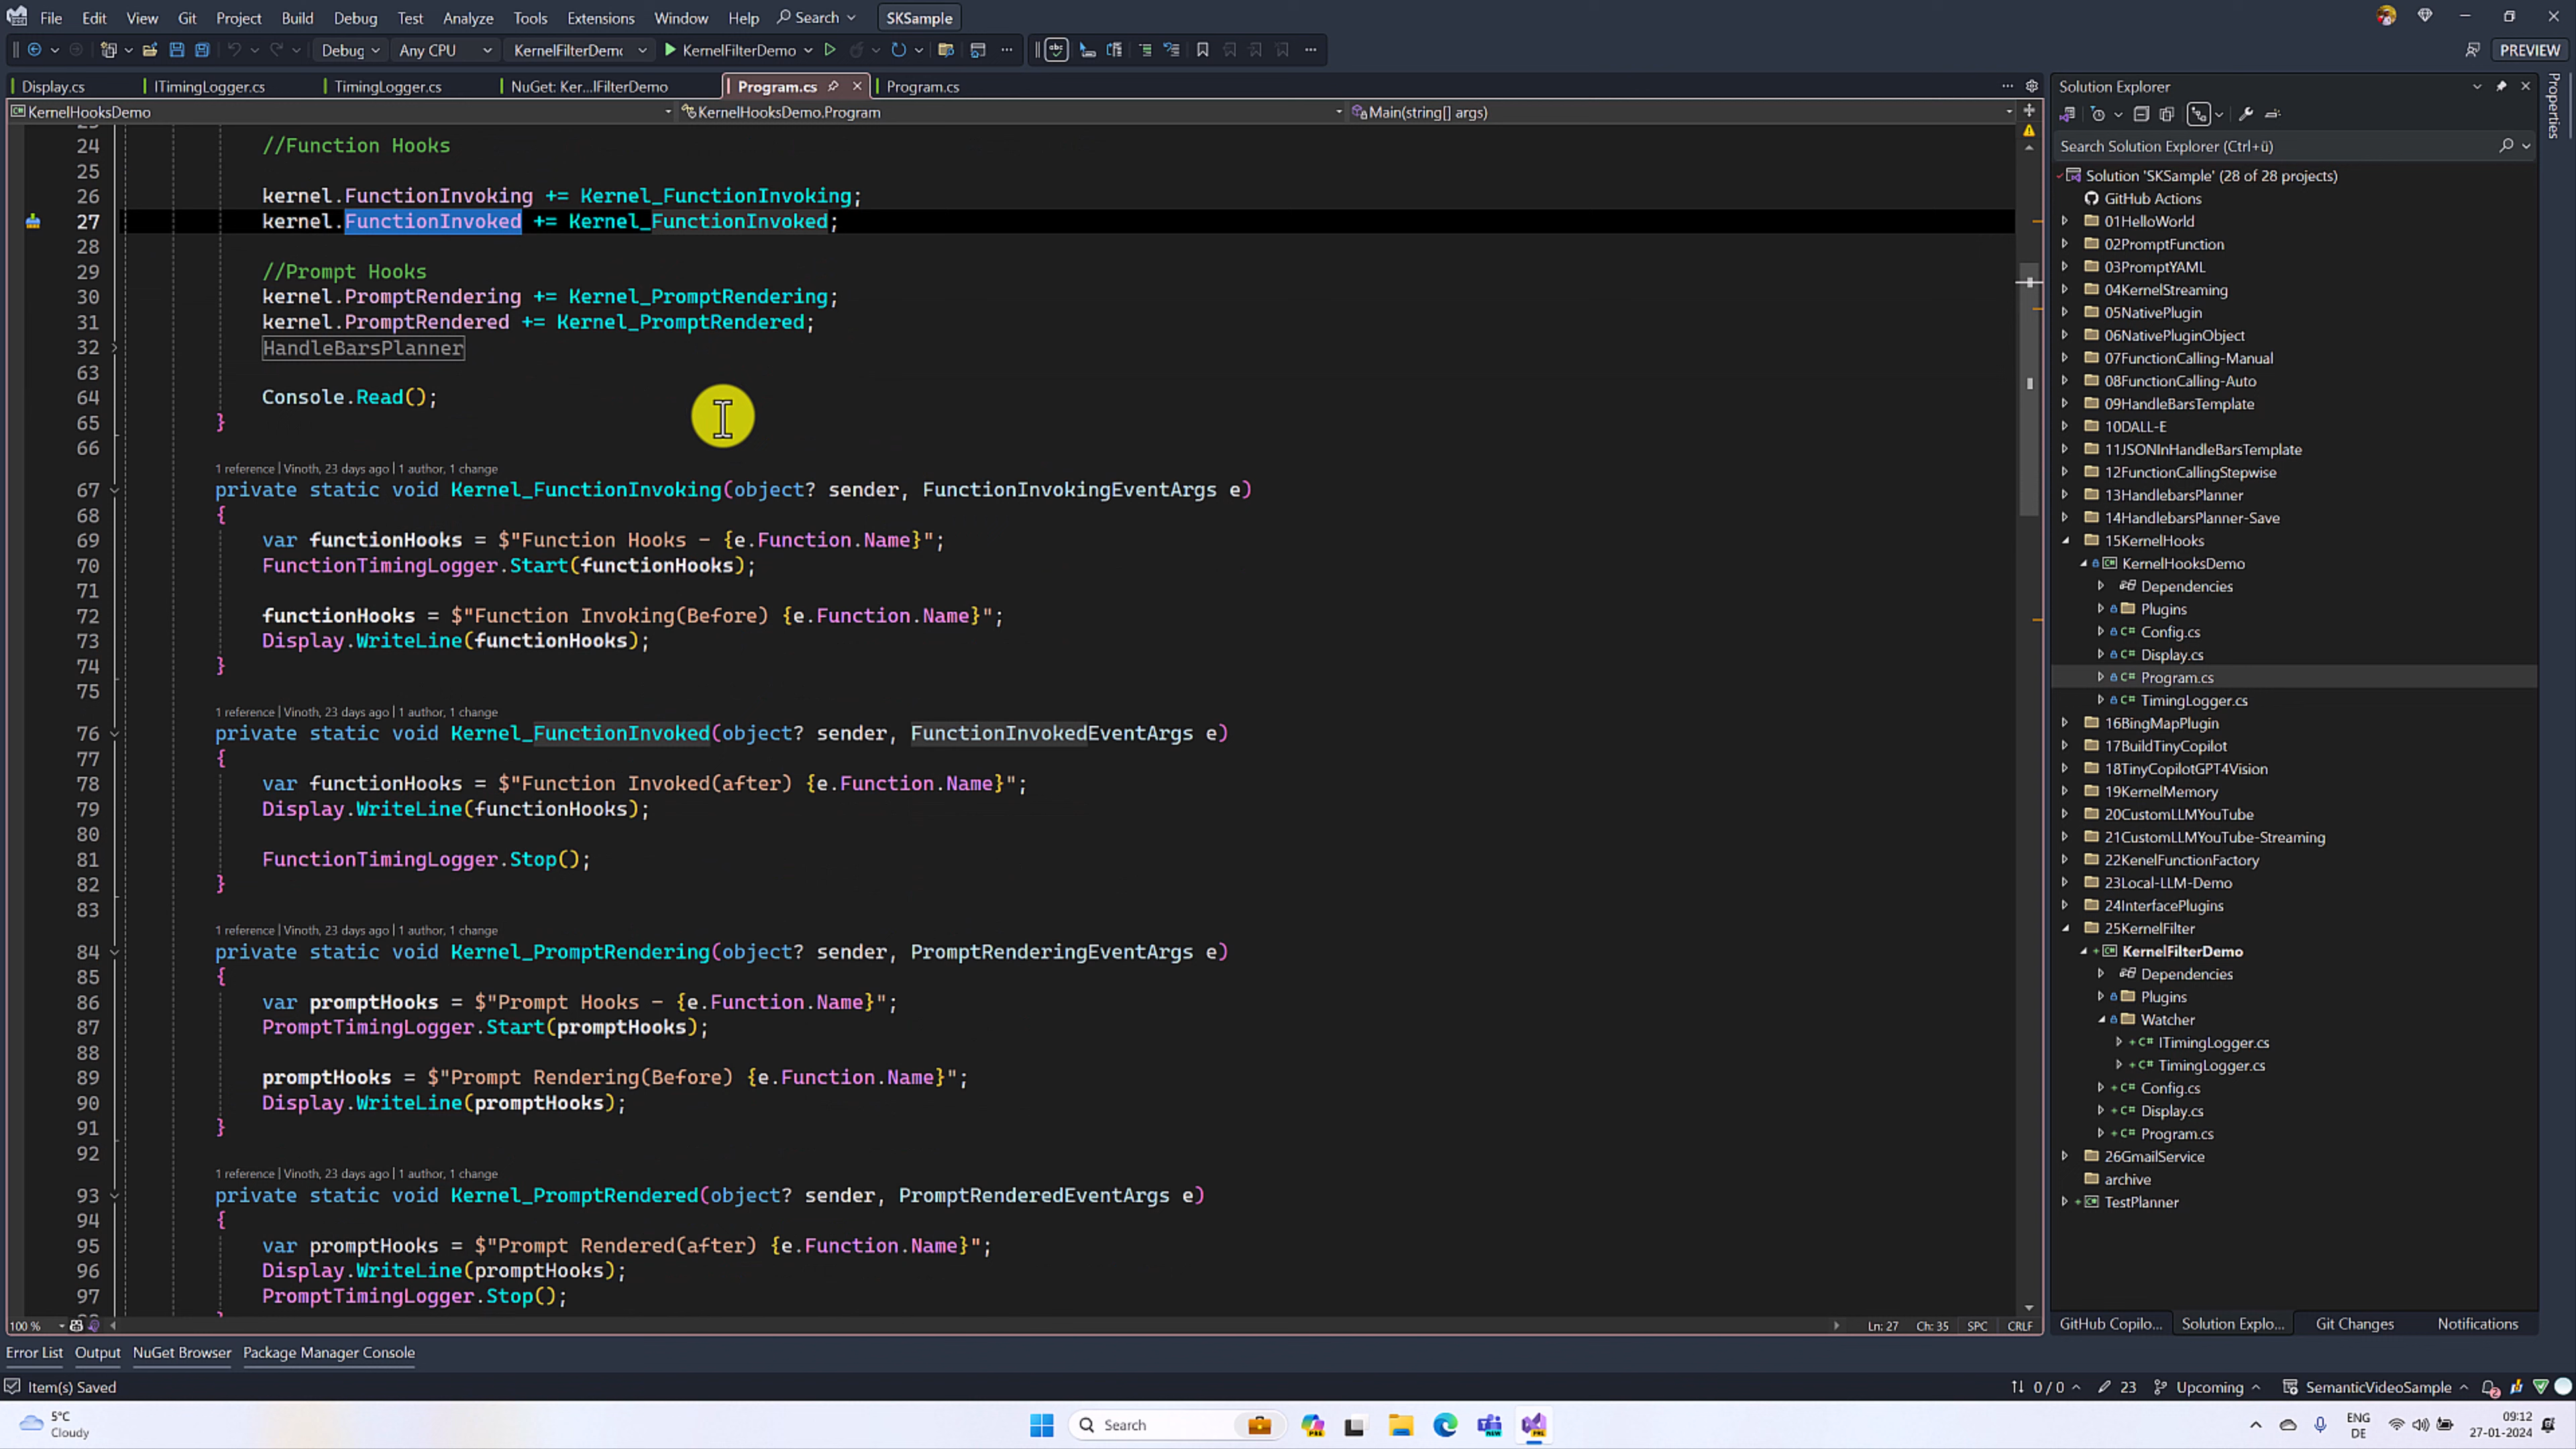 File Edit View Git Project Build Debug Test Analyze Tools Extensions Window Help Search SKSample
Debug Any CPU KernelFilterDemc KernelFilterDemo PREVIEW
Display.cs ITimingLogger.cs TimingLogger.cs NuGet: Ker...lFilterDemo Program.cs Program.cs
KernelHooksDemo KernelHooksDemo.Program Main(string[] args)
24 //Function Hooks
25
26 kernel.FunctionInvoking += Kernel_FunctionInvoking;
27 kernel.FunctionInvoked += Kernel_FunctionInvoked;
28
29 //Prompt Hooks
30 kernel.PromptRendering += Kernel_PromptRendering;
31 kernel.PromptRendered += Kernel_PromptRendered;
32 HandleBarsPlanner
63
64 Console.Read();
65 }
66
1 reference | Vinoth, 23 days ago | 1 author, 1 change
67 private static void Kernel_FunctionInvoking(object? sender, FunctionInvokingEventArgs e)
68 {
69 var functionHooks = $"Function Hooks - {e.Function.Name}";
70 FunctionTimingLogger.Start(functionHooks);
71
72 functionHooks = $"Function Invoking(Before) {e.Function.Name}";
73 Display.WriteLine(functionHooks);
74 }
75
1 reference | Vinoth, 23 days ago | 1 author, 1 change
76 private static void Kernel_FunctionInvoked(object? sender, FunctionInvokedEventArgs e)
77 {
78 var functionHooks = $"Function Invoked(after) {e.Function.Name}";
79 Display.WriteLine(functionHooks);
80
81 FunctionTimingLogger.Stop();
82 }
83
1 reference | Vinoth, 23 days ago | 1 author, 1 change
84 private static void Kernel_PromptRendering(object? sender, PromptRenderingEventArgs e)
85 {
86 var promptHooks = $"Prompt Hooks - {e.Function.Name}";
87 PromptTimingLogger.Start(promptHooks);
88
89 promptHooks = $"Prompt Rendering(Before) {e.Function.Name}";
90 Display.WriteLine(promptHooks);
91 }
92
1 reference | Vinoth, 23 days ago | 1 author, 1 change
93 private static void Kernel_PromptRendered(object? sender, PromptRenderedEventArgs e)
94 {
95 var promptHooks = $"Prompt Rendered(after) {e.Function.Name}";
96 Display.WriteLine(promptHooks);
97 PromptTimingLogger.Stop();
100 % Ln: 27 Ch: 35 SPC CRLF
Solution Explorer
Search Solution Explorer (Ctrl+ü)
Solution 'SKSample' (28 of 28 projects)
GitHub Actions
01HelloWorld
02PromptFunction
03PromptYAML
04KernelStreaming
05NativePlugin
06NativePluginObject
07FunctionCalling-Manual
08FunctionCalling-Auto
09HandleBarsTemplate
10DALL-E
11JSONInHandleBarsTemplate
12FunctionCallingStepwise
13HandlebarsPlanner
14HandlebarsPlanner-Save
15KernelHooks
KernelHooksDemo
Dependencies
Plugins
Config.cs
Display.cs
Program.cs
TimingLogger.cs
16BingMapPlugin
17BuildTinyCopilot
18TinyCopilotGPT4Vision
19KernelMemory
20CustomLLMYouTube
21CustomLLMYouTube-Streaming
22KenelFunctionFactory
23Local-LLM-Demo
24InterfacePlugins
25KernelFilter
KernelFilterDemo
Dependencies
Plugins
Watcher
ITimingLogger.cs
TimingLogger.cs
Config.cs
Display.cs
Program.cs
26GmailService
archive
TestPlanner
GitHub Copilo... Solution Explo... Git Changes Notifications
Properties
Error List Output NuGet Browser Package Manager Console
Item(s) Saved 0 / 0 23 Upcoming SemanticVideoSample
5°C
Cloudy
Search
ENG
DE
09:12
27-01-2024